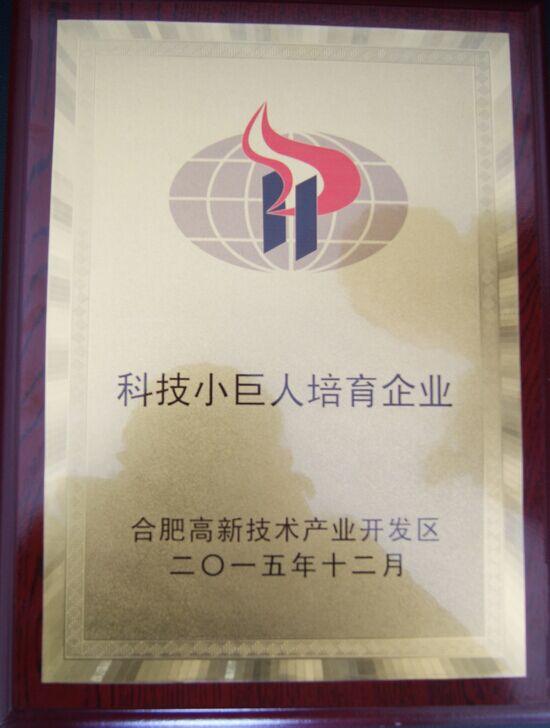 科技小巨人培育企业
合肥高新技术产业开发区
二〇一五年十二月